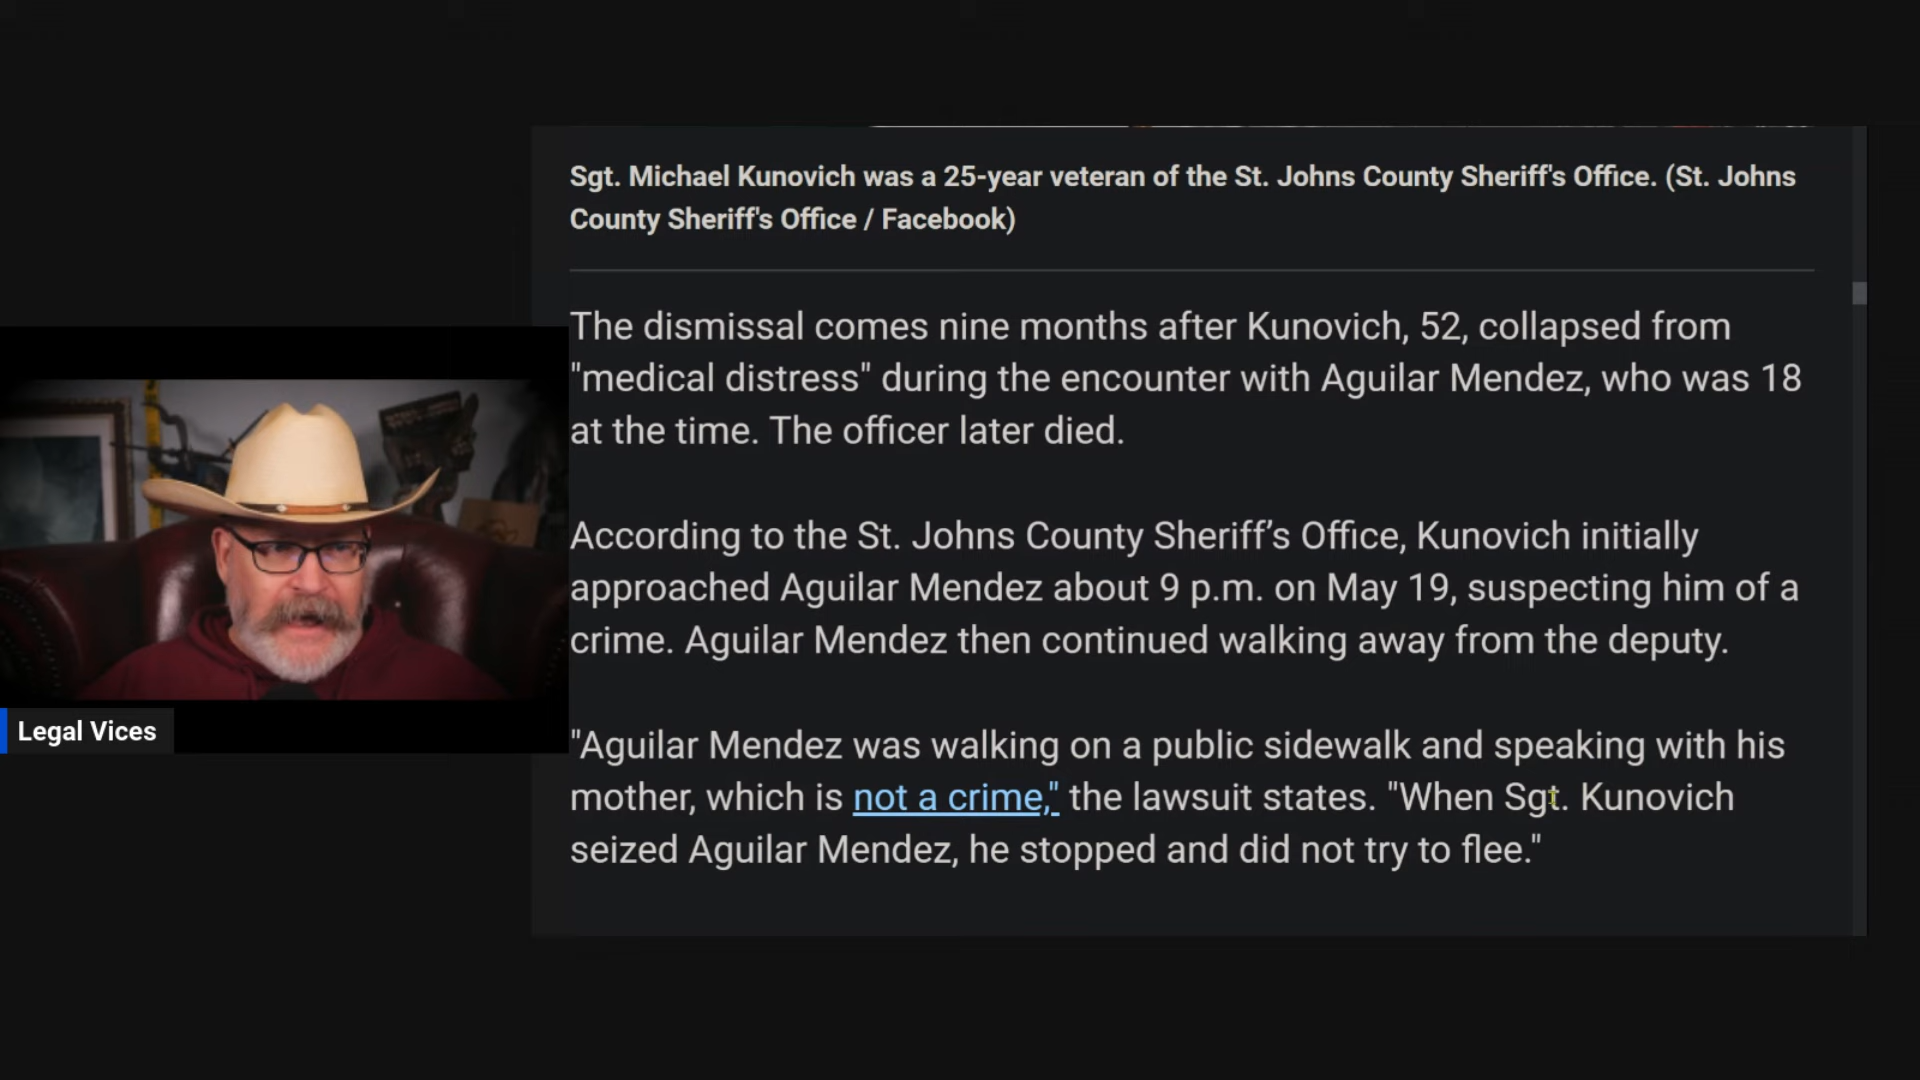 Sgt. Michael Kunovich was a 25-year veteran of the St. Johns County Sheriff's Office. (St. Johns
County Sheriff's Office / Facebook)
The dismissal comes nine months after Kunovich, 52, collapsed from
"medical distress" during the encounter with Aguilar Mendez, who was 18
at the time. The officer later died.
According to the St. Johns County Sheriff’s Office, Kunovich initially
approached Aguilar Mendez about 9 p.m. on May 19, suspecting him of a
crime. Aguilar Mendez then continued walking away from the deputy.
"Aguilar Mendez was walking on a public sidewalk and speaking with his
mother, which is not a crime," the lawsuit states. "When Sgt. Kunovich
seized Aguilar Mendez, he stopped and did not try to flee."
Legal Vices